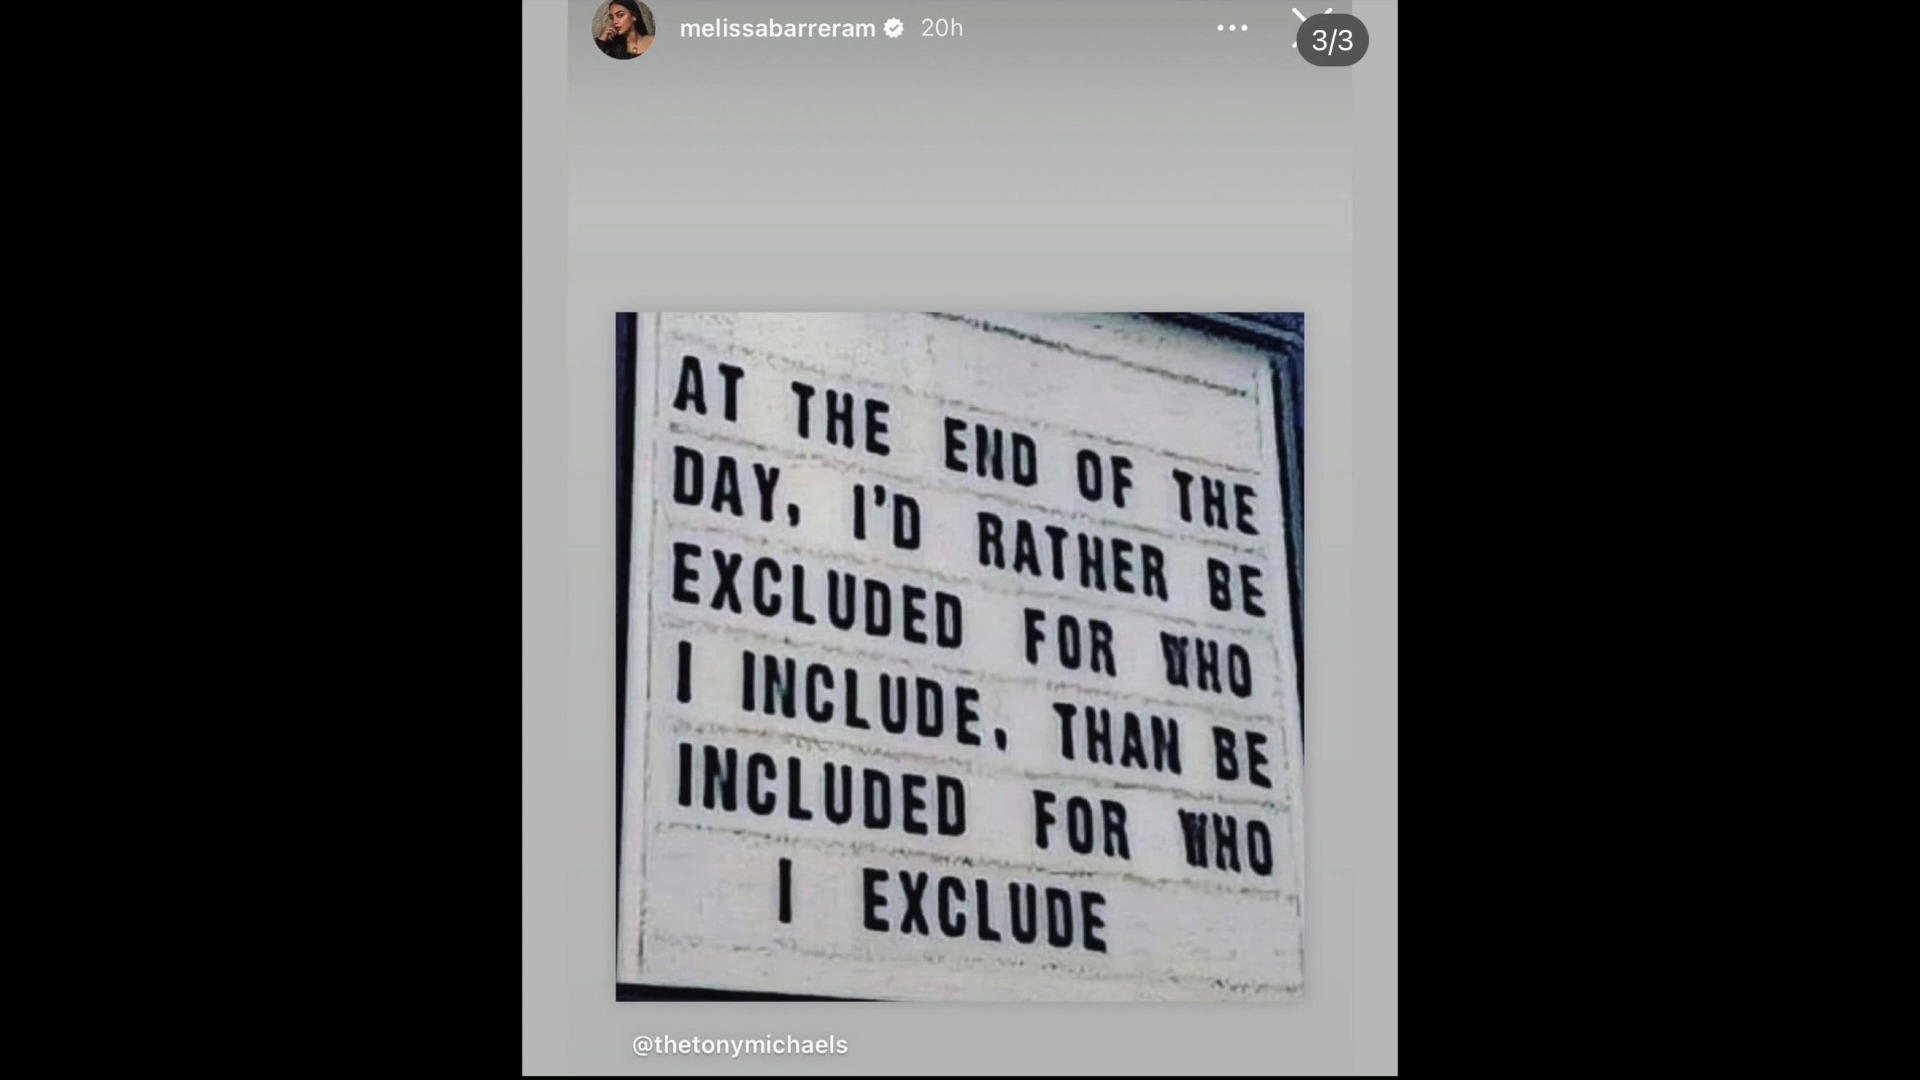 melissabarreram 20h
3/3
AT THE END OF THE
DAY, I'D RATHER BE
EXCLUDED FOR WHO
I INCLUDE, THAN BE
INCLUDED FOR WHO
I EXCLUDE
@thetonymichaels